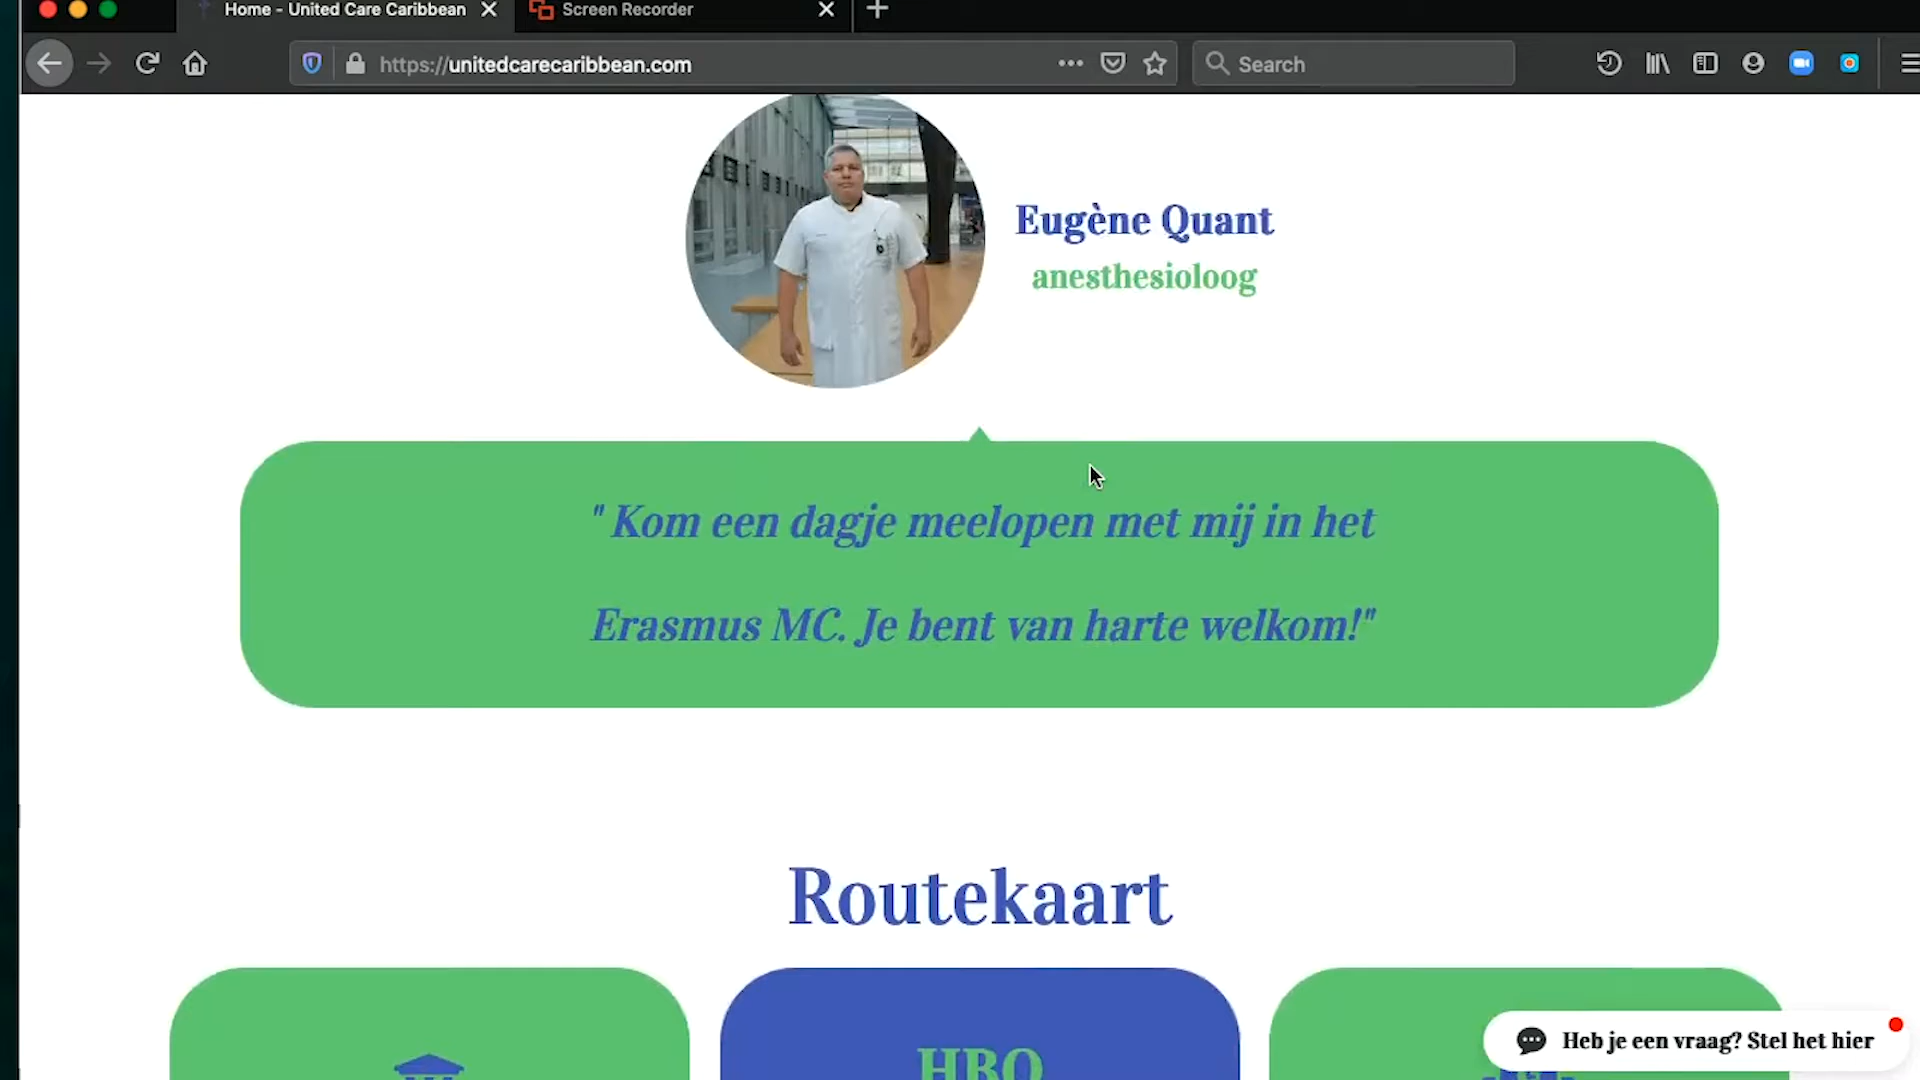 Home - United Care Caribbean
Screen Recorder
https://unitedcarecaribbean.com
Search
Eugène Quant
anesthesioloog
" Kom een dagje meelopen met mij in het
Erasmus MC. Je bent van harte welkom!"
Routekaart
HBO
Heb je een vraag? Stel het hier